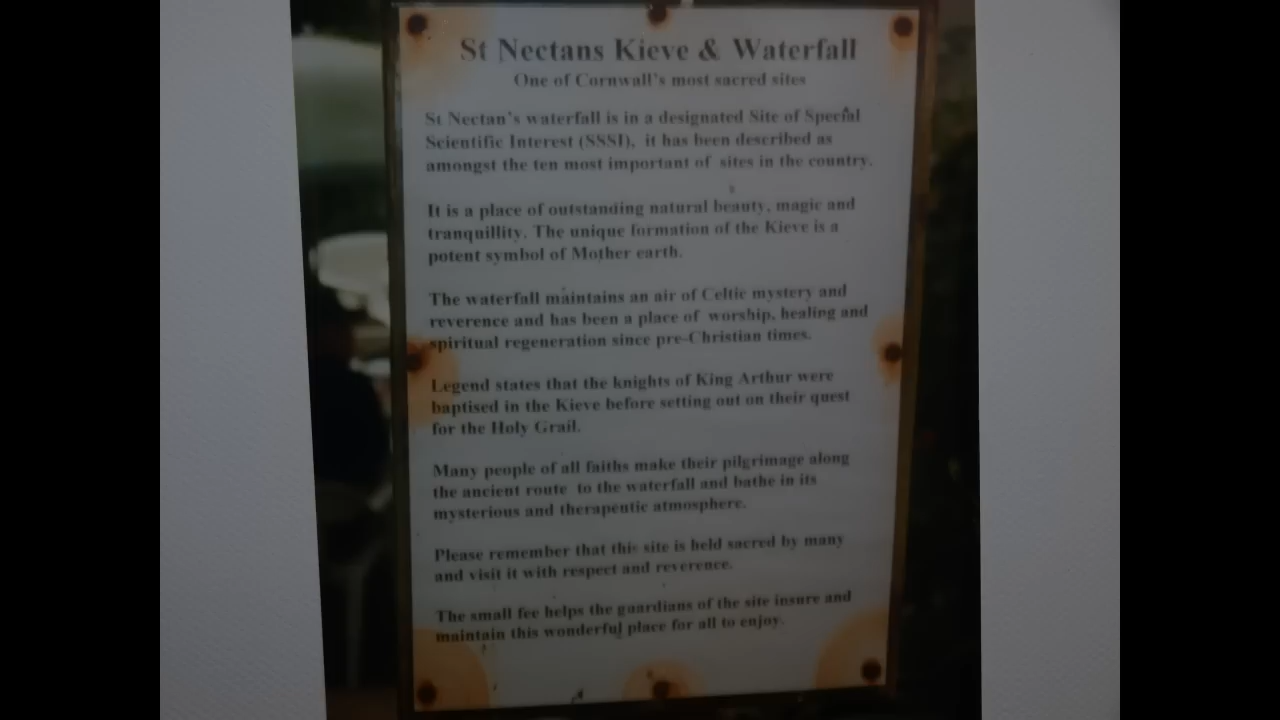 St Nectans Kieve & Waterfall
One of Cornwall's most sacred sites
St Nectan's waterfall is in a designated Site of Special
Scientific Interest (SSSI), it has been described as
amongst the ten most important of sites in the country.
It is a place of outstanding natural beauty, magic and
tranquillity. The unique formation of the Kieve is a
potent symbol of Mother earth.
The waterfall maintains an air of Celtic mystery and
reverence and has been a place of worship, healing and
spiritual regeneration since pre-Christian times.
Legend states that the knights of King Arthur were
baptised in the Kieve before setting out on their quest
for the Holy Grail.
Many people of all faiths make their pilgrimage along
the ancient route to the waterfall and bathe in its
mysterious and therapeutic atmosphere.
Please remember that this site is held sacred by many
and visit it with respect and reverence.
The small fee helps the guardians of the site insure and
maintain this wonderful place for all to enjoy.